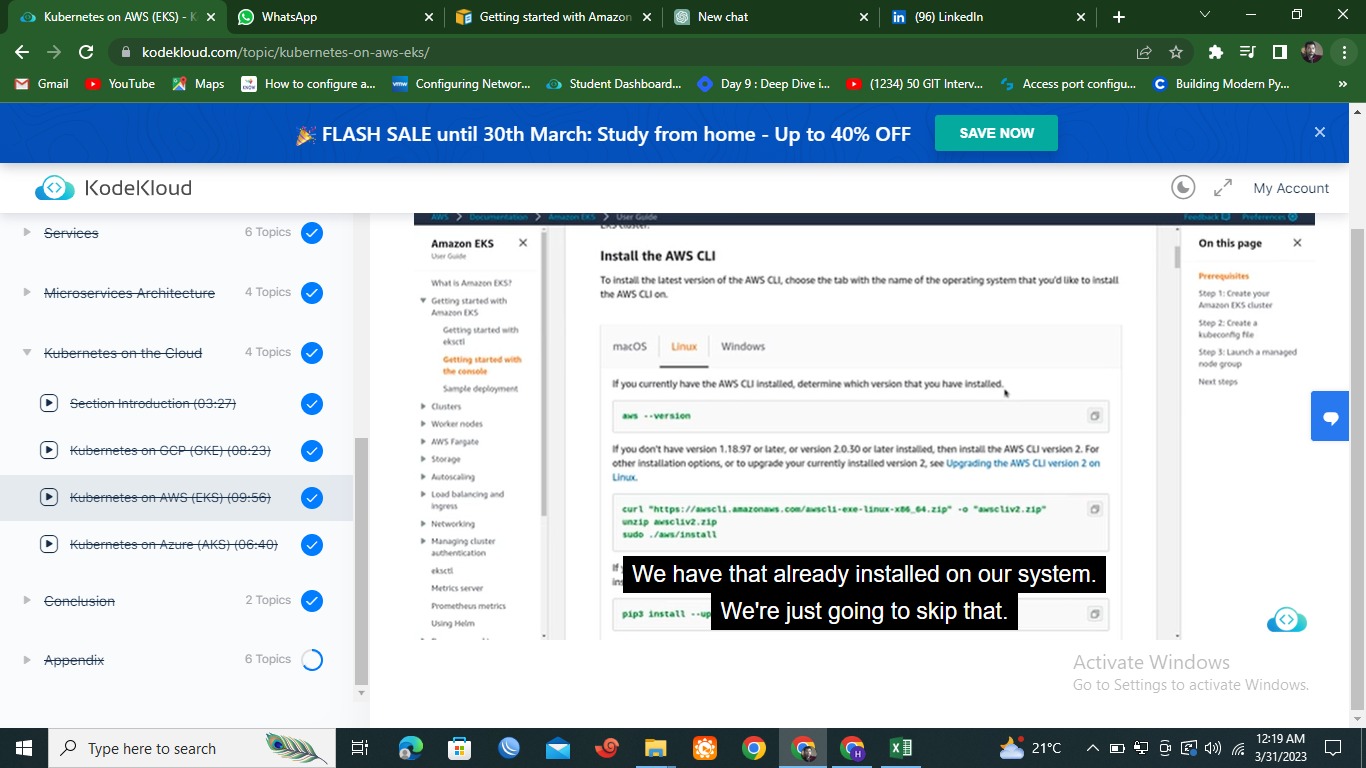 Kubernetes on AWS (EKS) - K
WhatsApp
Getting started with Amazon
New chat
(96) LinkedIn
kodekloud.com/topic/kubernetes-on-aws-eks/
Gmail
YouTube
Maps
How to configure a...
Configuring Networ...
Student Dashboard...
Day 9 : Deep Dive i...
(1234) 50 GIT Interv...
Access port configu...
Building Modern Py...
FLASH SALE until 30th March: Study from home - Up to 40% OFF
SAVE NOW
KodeKloud
My Account
Services
6 Topics
Microservices Architecture
4 Topics
Kubernetes on the Cloud
4 Topics
Section Introduction (03:27)
Kubernetes on GCP (GKE) (08:23)
Kubernetes on AWS (EKS) (09:56)
Kubernetes on Azure (AKS) (06:40)
Conclusion
2 Topics
Appendix
6 Topics
AWS > Documentation > Amazon EKS > User Guide
Feedback
Preferences
Amazon EKS
User Guide
What is Amazon EKS?
Getting started with
Amazon EKS
Getting started with
eksctl
Getting started with
the console
Sample deployment
Clusters
Worker nodes
AWS Fargate
Storage
Autoscaling
Load balancing and
ingress
Networking
Managing cluster
authentication
eksctl
Metrics server
Prometheus metrics
Using Helm
EKS cluster.
Install the AWS CLI
To install the latest version of the AWS CLI, choose the tab with the name of the operating system that you'd like to install
the AWS CLI on.
macOS
Linux
Windows
If you currently have the AWS CLI installed, determine which version that you have installed.
aws --version
If you don't have version 1.18.97 or later, or version 2.0.30 or later installed, then install the AWS CLI version 2. For
other installation options, or to upgrade your currently installed version 2, see Upgrading the AWS CLI version 2 on
Linux.
curl "https://awscli.amazonaws.com/awscli-exe-linux-x86_64.zip" -o "awscliv2.zip"
unzip awscliv2.zip
sudo ./aws/install
We have that already installed on our system.
We're just going to skip that.
pip3 install --up
On this page
Prerequisites
Step 1: Create your
Amazon EKS cluster
Step 2: Create a
kubeconfig file
Step 3: Launch a managed
node group
Next steps
Activate Windows
Go to Settings to activate Windows.
Type here to search
21°C
12:19 AM
3/31/2023